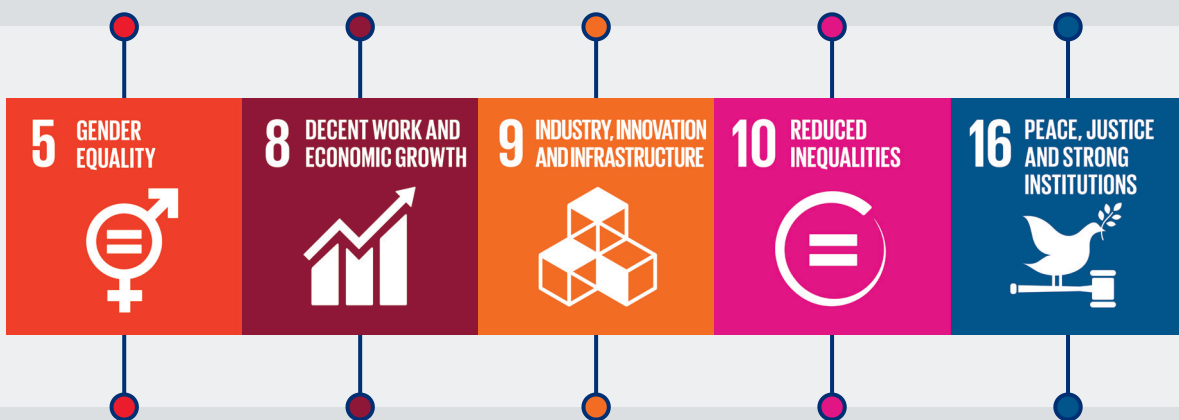 5 GENDER
EQUALITY
8 DECENT WORK AND
ECONOMIC GROWTH
9 INDUSTRY, INNOVATION
AND INFRASTRUCTURE
10 REDUCED
INEQUALITIES
16 PEACE, JUSTICE
AND STRONG
INSTITUTIONS